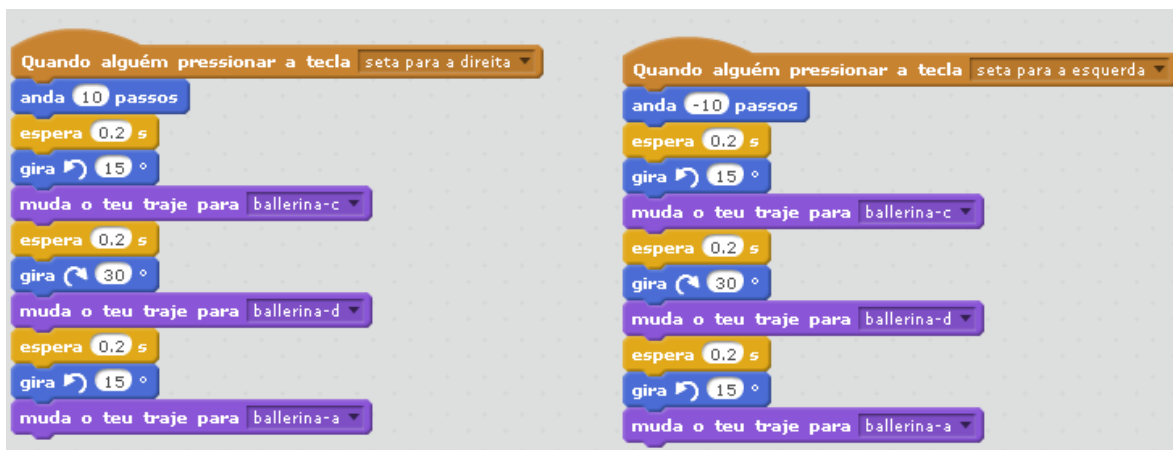 Quando alguém pressionar a tecla seta para a direita
anda 10 passos
espera 0.2 s
gira 15 °
muda o teu traje para ballerina-c
espera 0.2 s
gira 30 °
muda o teu traje para ballerina-d
espera 0.2 s
gira 15 °
muda o teu traje para ballerina-a
Quando alguém pressionar a tecla seta para a esquerda
anda -10 passos
espera 0.2 s
gira 15 °
muda o teu traje para ballerina-c
espera 0.2 s
gira 30 °
muda o teu traje para ballerina-d
espera 0.2 s
gira 15 °
muda o teu traje para ballerina-a